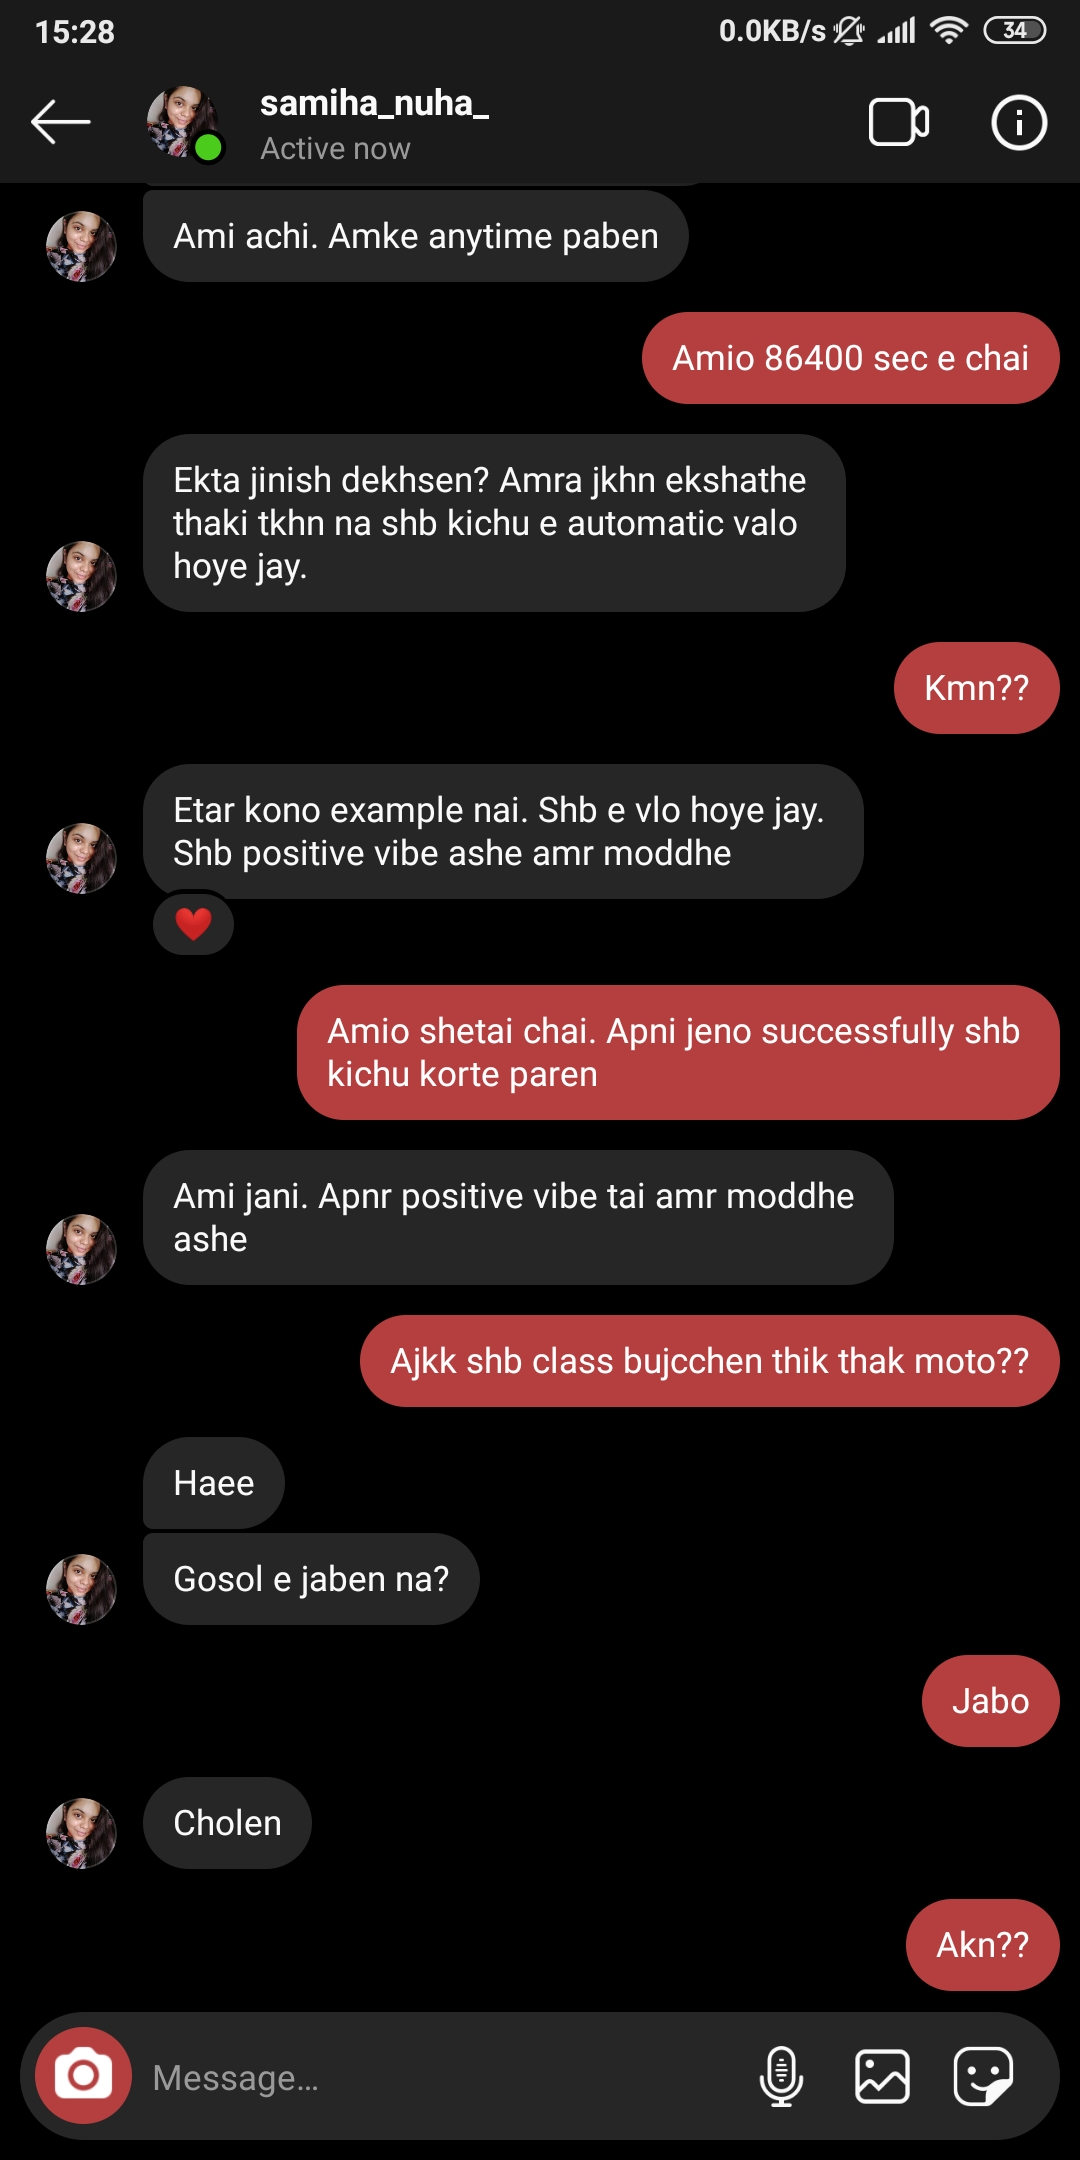 15:28
0.0KB/s
34
samiha_nuha_
Active now
Ami achi. Amke anytime paben
Amio 86400 sec e chai
Ekta jinish dekhsen? Amra jkhn ekshathe
thaki tkhn na shb kichu e automatic valo
hoye jay.
Kmn??
Etar kono example nai. Shb e vlo hoye jay.
Shb positive vibe ashe amr moddhe
Amio shetai chai. Apni jeno successfully shb
kichu korte paren
Ami jani. Apnr positive vibe tai amr moddhe
ashe
Ajkk shb class bujcchen thik thak moto??
Haee
Gosol e jaben na?
Jabo
Cholen
Akn??
Message...